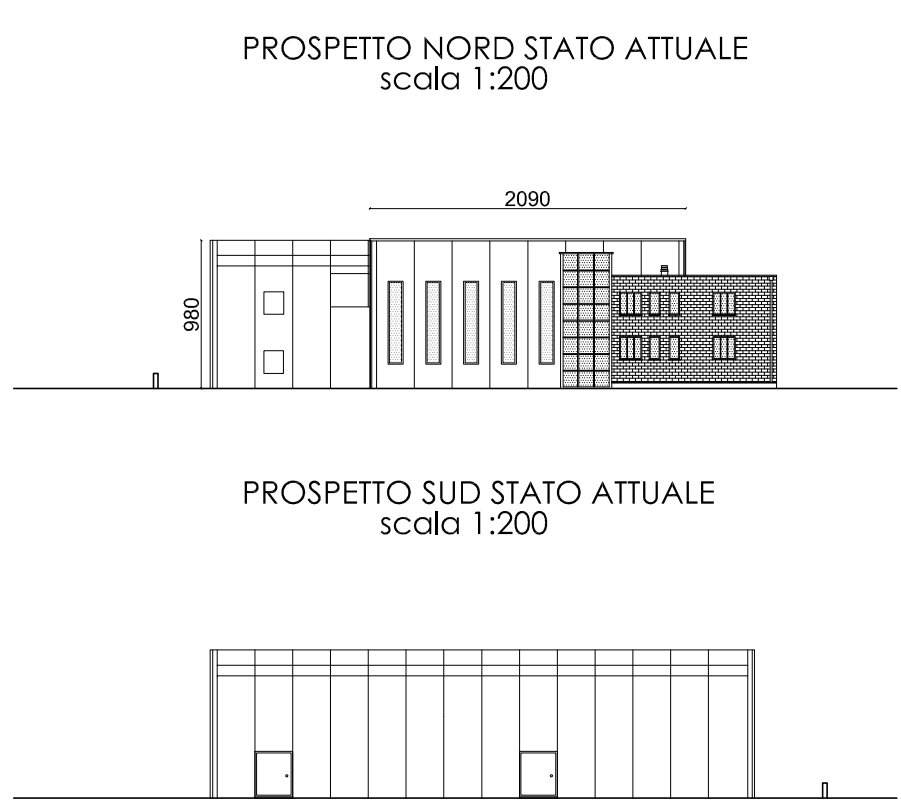 PROSPETTO NORD STATO ATTUALE
scala 1:200
2090
980
PROSPETTO SUD STATO ATTUALE
scala 1:200